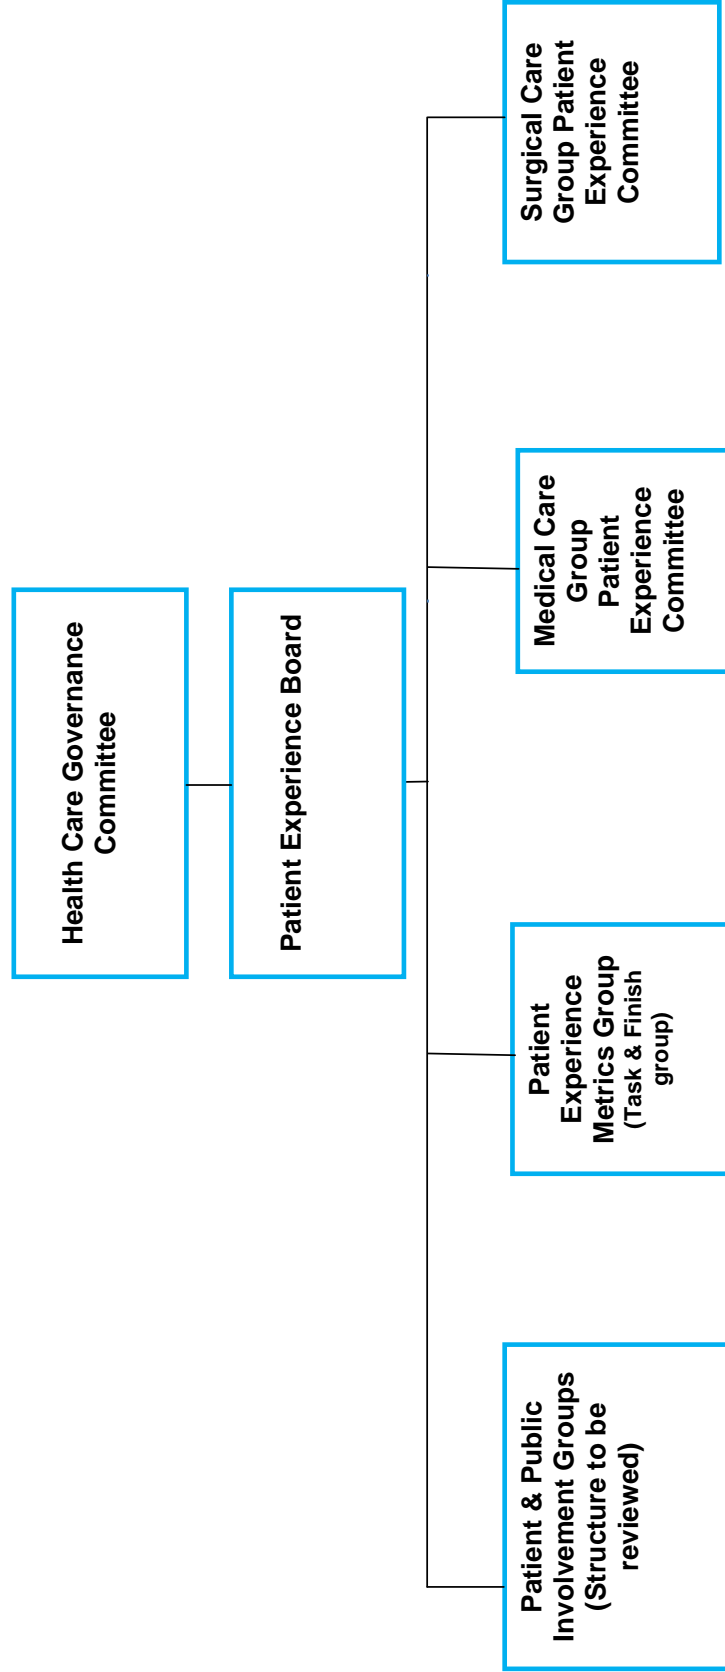 Health Care Governance
Committee
Patient Experience Board
Patient & Public
Involvement Groups
(Structure to be
reviewed)
Patient
Experience
Metrics Group
(Task & Finish
group)
Medical Care
Group
Patient
Experience
Committee
Surgical Care
Group Patient
Experience
Committee